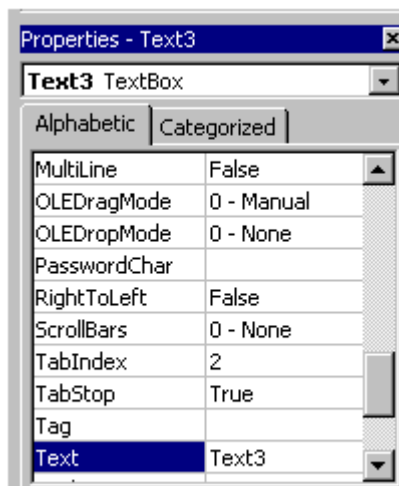 Properties - Text3
Text3 TextBox
Alphabetic Categorized
MultiLine False
OLEDragMode 0 - Manual
OLEDropMode 0 - None
PasswordChar
RightToLeft False
ScrollBars 0 - None
TabIndex 2
TabStop True
Tag
Text Text3